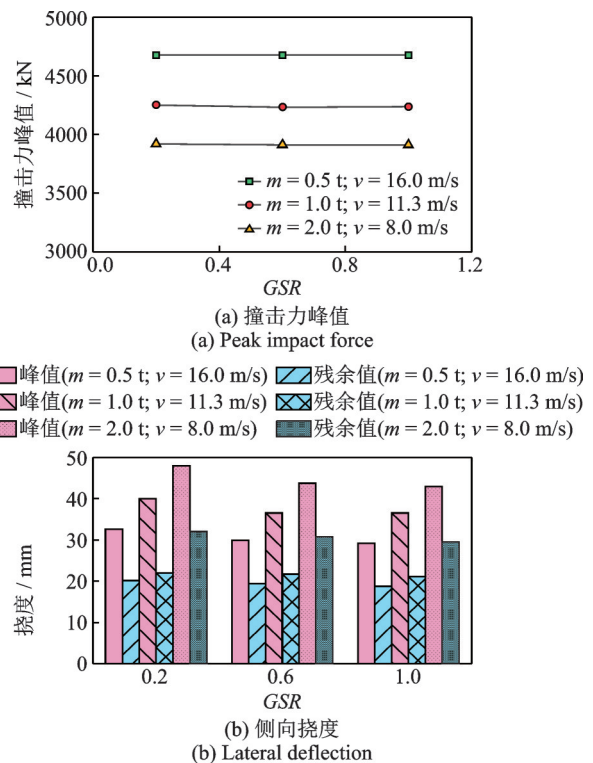 5000
4500
4000
3500
3000
撞击力峰值 / kN
m = 0.5 t; v = 16.0 m/s
m = 1.0 t; v = 11.3 m/s
m = 2.0 t; v = 8.0 m/s
0.0 0.4 0.8 1.2
GSR
(a) 撞击力峰值
(a) Peak impact force
峰值(m = 0.5 t; v = 16.0 m/s) 残余值(m = 0.5 t; v = 16.0 m/s)
峰值(m = 1.0 t; v = 11.3 m/s) 残余值(m = 1.0 t; v = 11.3 m/s)
峰值(m = 2.0 t; v = 8.0 m/s) 残余值(m = 2.0 t; v = 8.0 m/s)
50
40
30
20
10
0
挠度 / mm
0.2 0.6 1.0
GSR
(b) 侧向挠度
(b) Lateral deflection